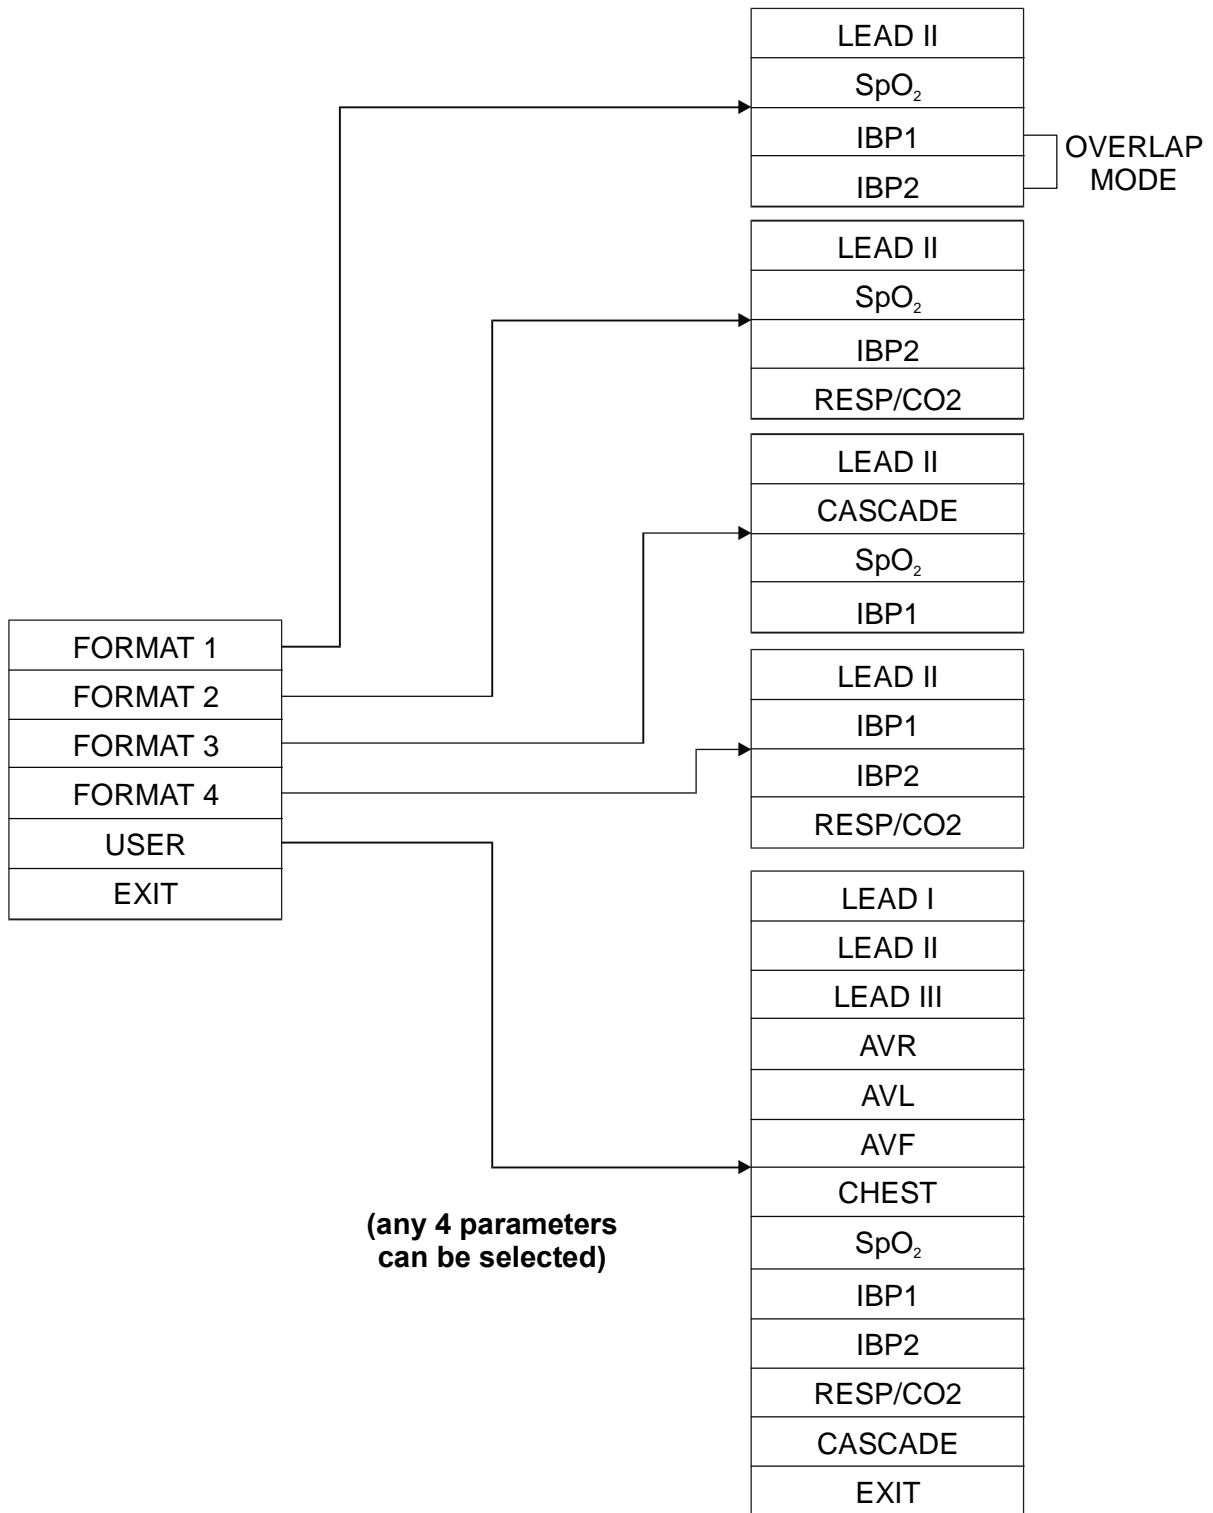 FORMAT 1
FORMAT 2
FORMAT 3
FORMAT 4
USER
EXIT
LEAD II
SpO₂
IBP1
IBP2
OVERLAP
MODE
LEAD II
SpO₂
IBP2
RESP/CO2
LEAD II
CASCADE
SpO₂
IBP1
LEAD II
IBP1
IBP2
RESP/CO2
(any 4 parameters
can be selected)
LEAD I
LEAD II
LEAD III
AVR
AVL
AVF
CHEST
SpO₂
IBP1
IBP2
RESP/CO2
CASCADE
EXIT